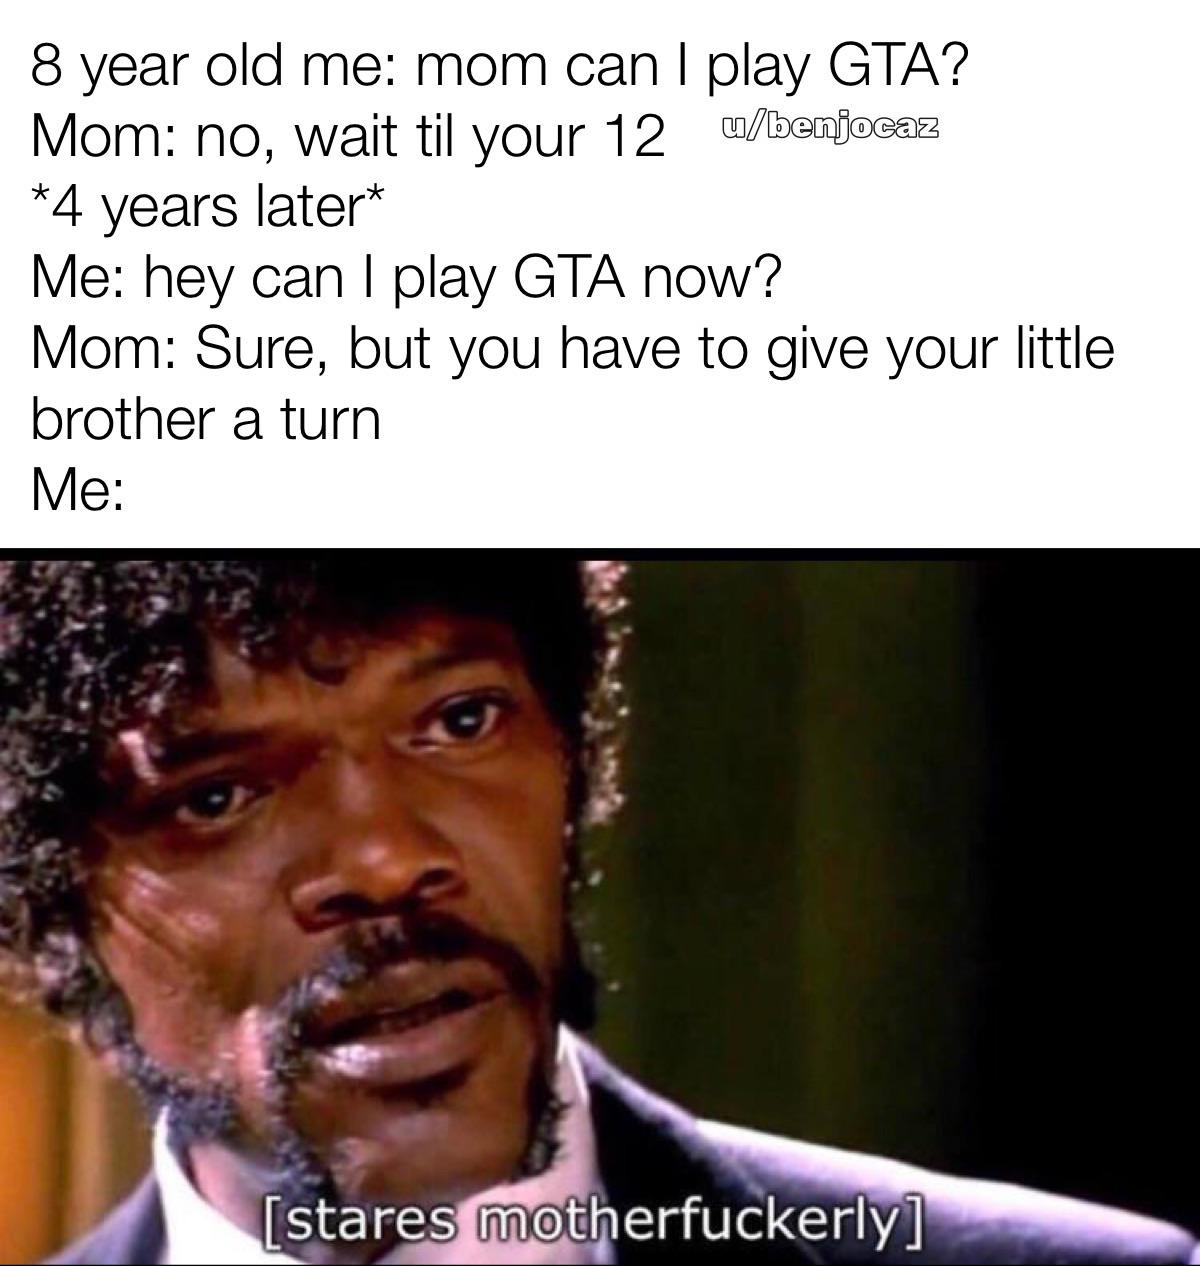 8 year old me: mom can I play GTA?
Mom: no, wait til your 12 u/benjocaz
*4 years later*
Me: hey can I play GTA now?
Mom: Sure, but you have to give your little
brother a turn
Me:
[stares motherfuckerly]